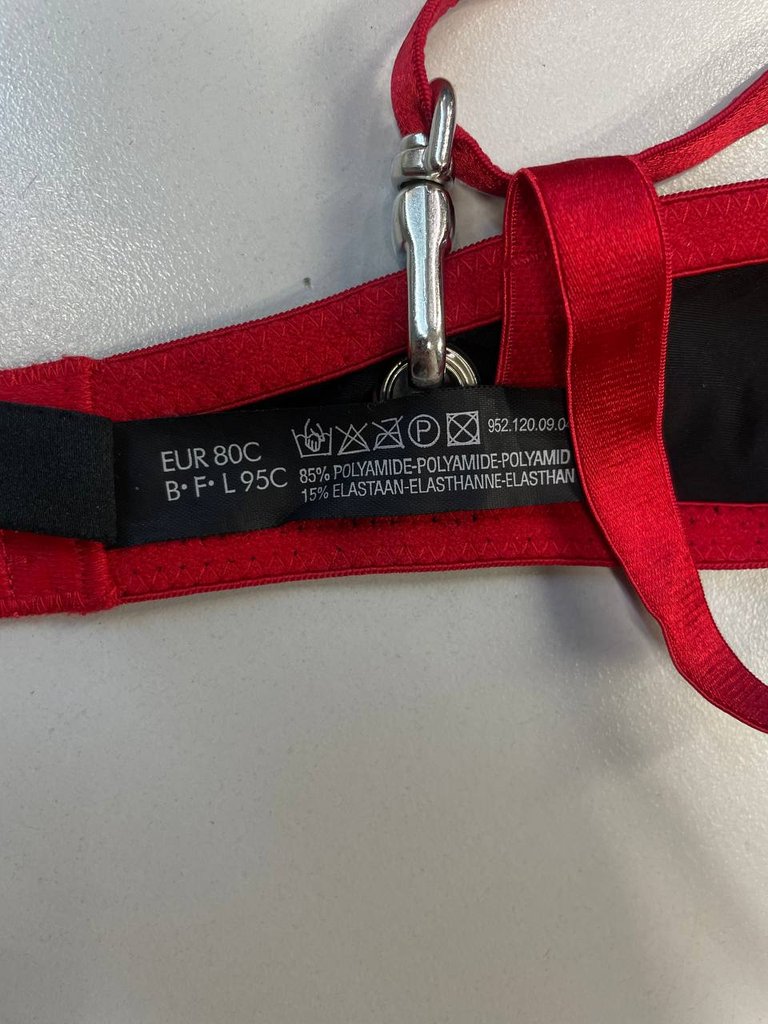 EUR 80C
B• F• L 95C
P
952.120.09.0
85% POLYAMIDE-POLYAMIDE-POLYAMID
15% ELASTAAN-ELASTHANNE-ELASTHAN